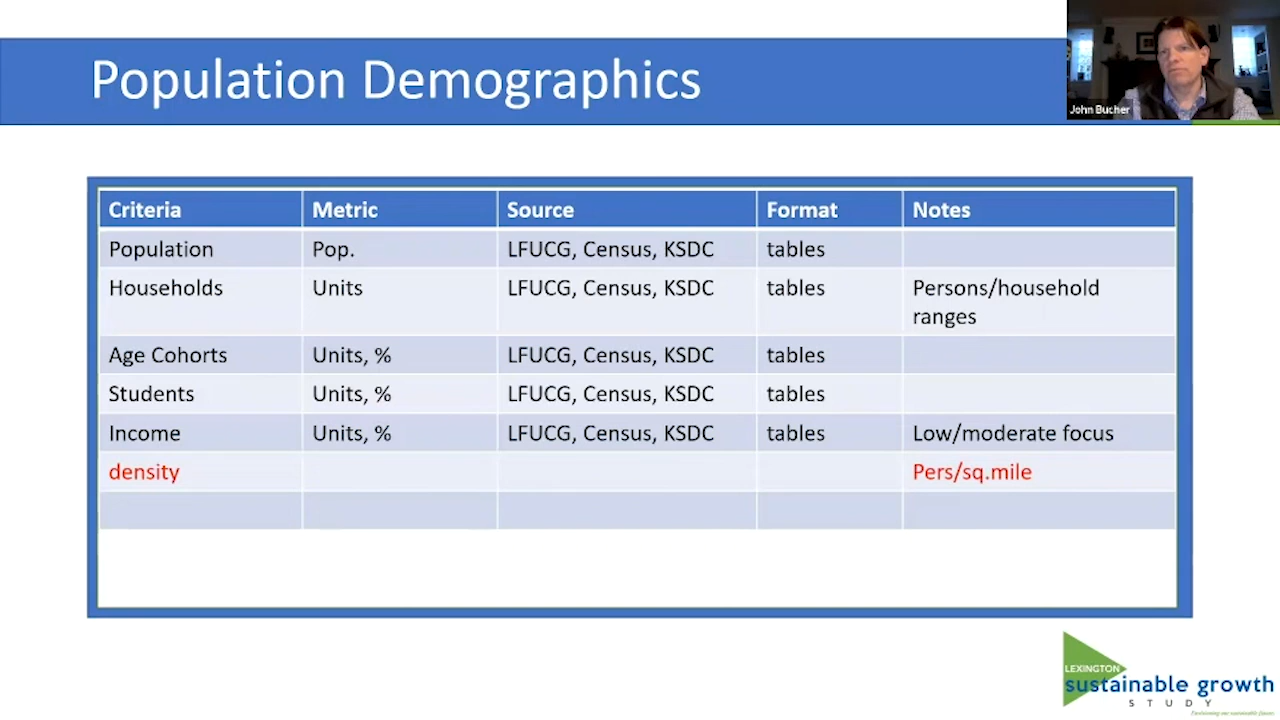 Population Demographics
John Bucher
Criteria Metric Source Format Notes
Population Pop. LFUCG, Census, KSDC tables
Households Units LFUCG, Census, KSDC tables Persons/household
ranges
Age Cohorts Units, % LFUCG, Census, KSDC tables
Students Units, % LFUCG, Census, KSDC tables
Income Units, % LFUCG, Census, KSDC tables Low/moderate focus
density Pers/sq.mile
LEXINGTON
sustainable growth
STUDY